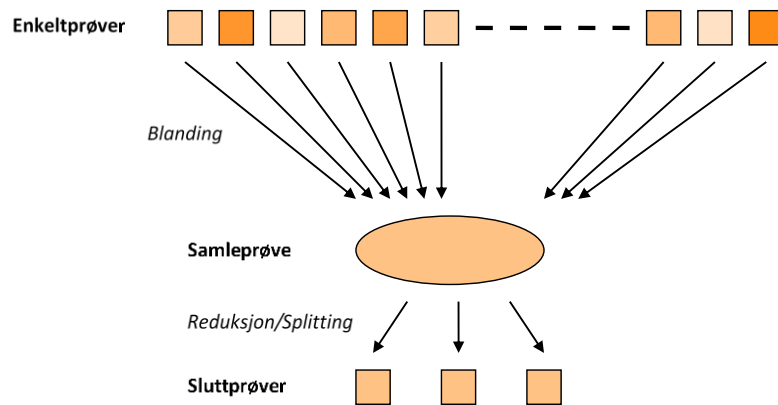 Enkeltprøver
Blanding
Samleprøve
Reduksjon/Splitting
Sluttprøver